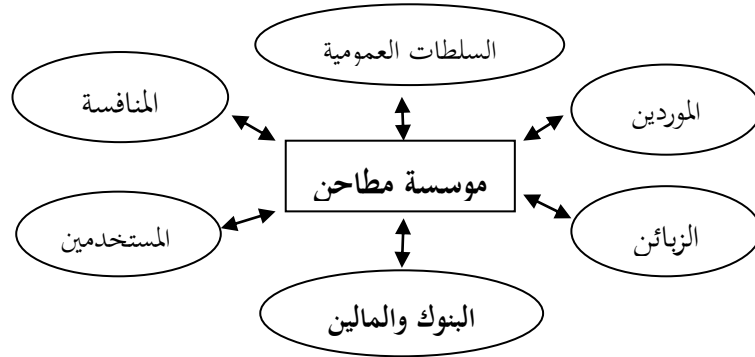 السلطات العمومية
الموردين
المنافسة
موسسة مطاحن
الزبائن
المستخدمين
البنوك والمالين